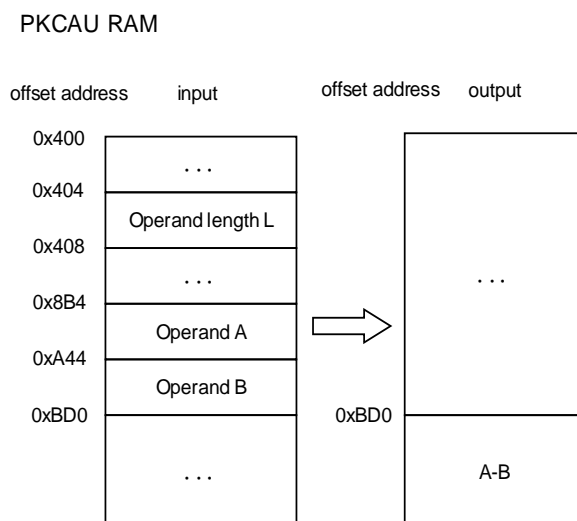 PKCAU RAM
offset address input offset address output
0x400
. . .
0x404
Operand length L
0x408
. . .
. . .
0x8B4
Operand A
0xA44
Operand B
0xBD0 0xBD0
. . . A-B